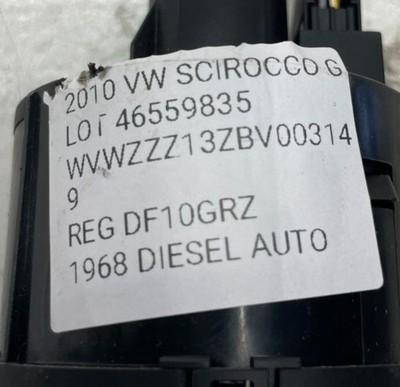 2010 VW SCIROCCO G
LOT 46559835
WVWZZZ13ZBV00314
9
REG DF10GRZ
1968 DIESEL AUTO